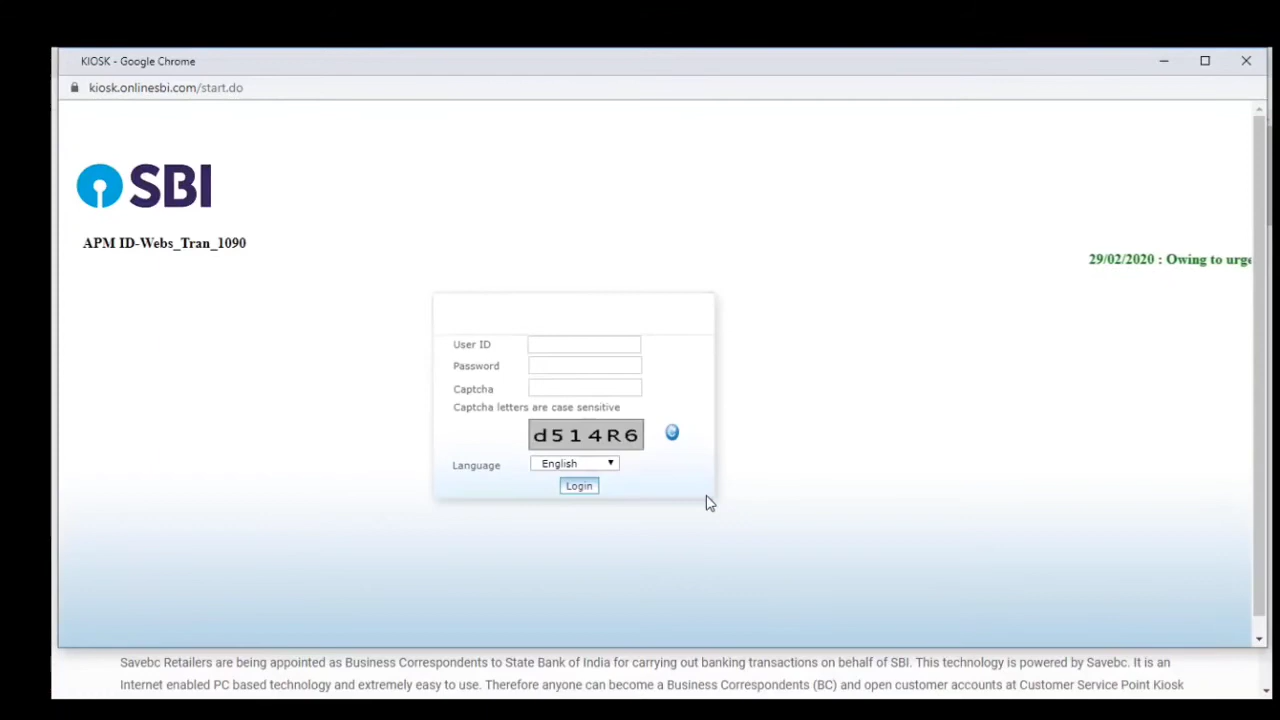 KIOSK - Google Chrome
kiosk.onlinesbi.com/start.do
SBI
APM ID-Webs_Tran_1090
29/02/2020 : Owing to urge
User ID
Password
Captcha
Captcha letters are case sensitive
d514R6
Language English
Login
Savebc Retailers are being appointed as Business Correspondents to State Bank of India for carrying out banking transactions on behalf of SBI. This technology is powered by Savebc. It is an
Internet enabled PC based technology and extremely easy to use. Therefore anyone can become a Business Correspondents (BC) and open customer accounts at Customer Service Point Kiosk